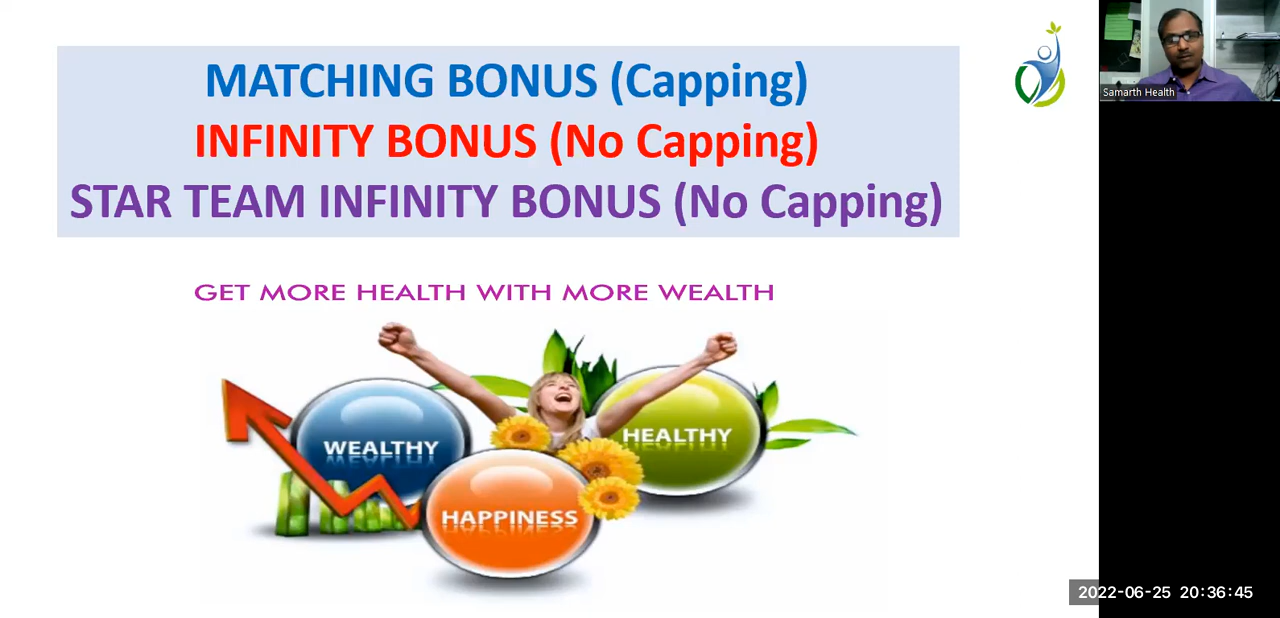 MATCHING BONUS (Capping)
INFINITY BONUS (No Capping)
STAR TEAM INFINITY BONUS (No Capping)
GET MORE HEALTH WITH MORE WEALTH
WEALTHY
HEALTHY
HAPPINESS
Samarth Health
2022-06-25 20:36:45